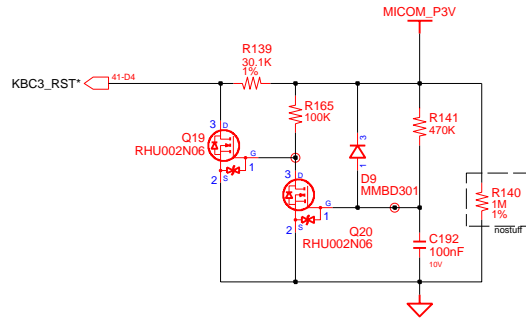 MICOM_P3V
R139
30.1K
1%
KBC3_RST*
41-D4
R165
100K
R141
470K
3
D
Q19
RHU002N06
G
1
S
2
3
1
D9
MMBD301
3
D
G
1
S
2
Q20
RHU002N06
R140
1M
1%
nostuff
C192
100nF
10V